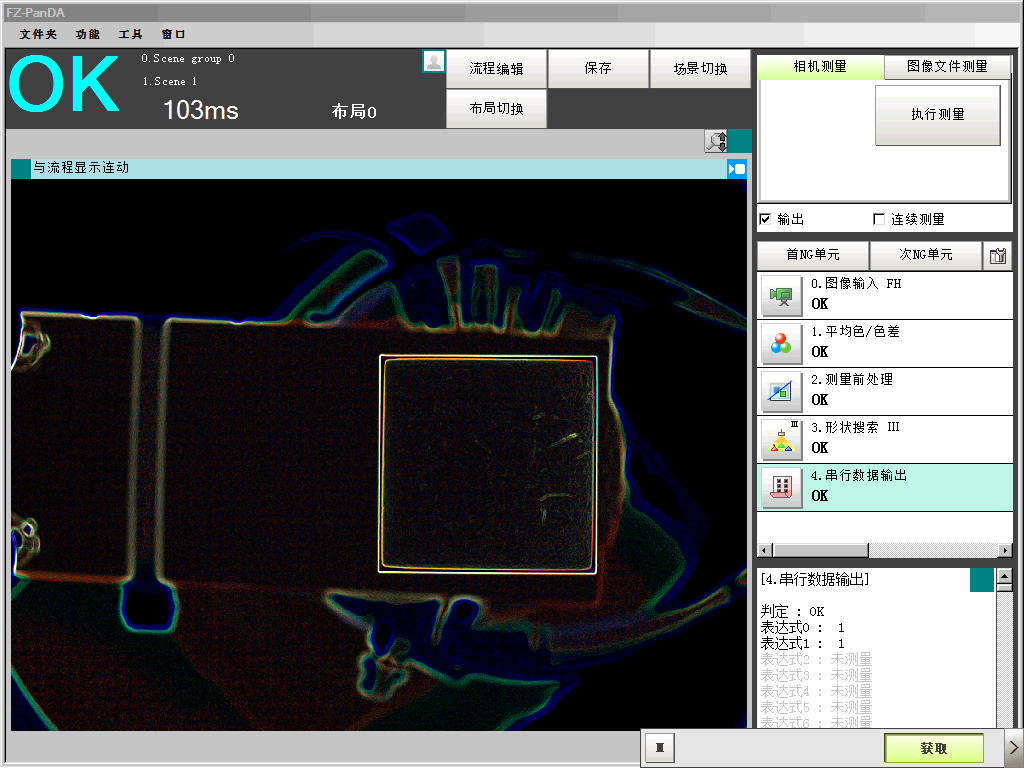 FZ-PanDA
文件夹 功能 工具 窗口
OK
0.Scene group 0
1.Scene 1
103ms
布局0
流程编辑
保存
场景切换
布局切换
相机测量
图像文件测量
执行测量
输出
连续测量
与流程显示连动
首NG单元
次NG单元
0.图像输入 FH
OK
1.平均色/色差
OK
2.测量前处理
OK
3.形状搜索 III
OK
4.串行数据输出
OK
[4.串行数据输出]
判定 : OK
表达式0 : 1
表达式1 : 1
表达式2 : 未测量
表达式3 : 未测量
表达式4 : 未测量
表达式5 : 未测量
表达式6 : 未测量
获取